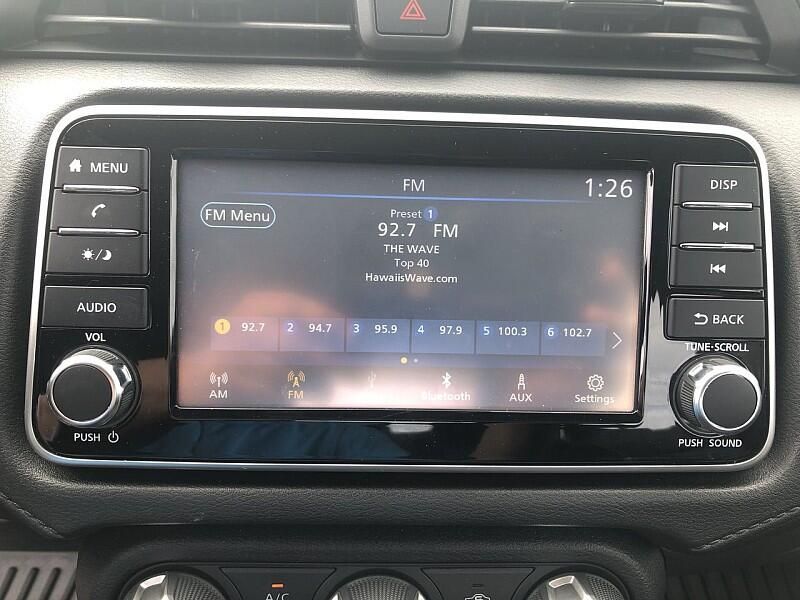 MENU
AUDIO
VOL
PUSH
FM
1:26
FM Menu
Preset 1
92.7 FM
THE WAVE
Top 40
HawaiisWave.com
1 92.7
2 94.7
3 95.9
4 97.9
5 100.3
6 102.7
AM
FM
Bluetooth
AUX
Settings
DISP
BACK
TUNE·SCROLL
PUSH SOUND
A/C